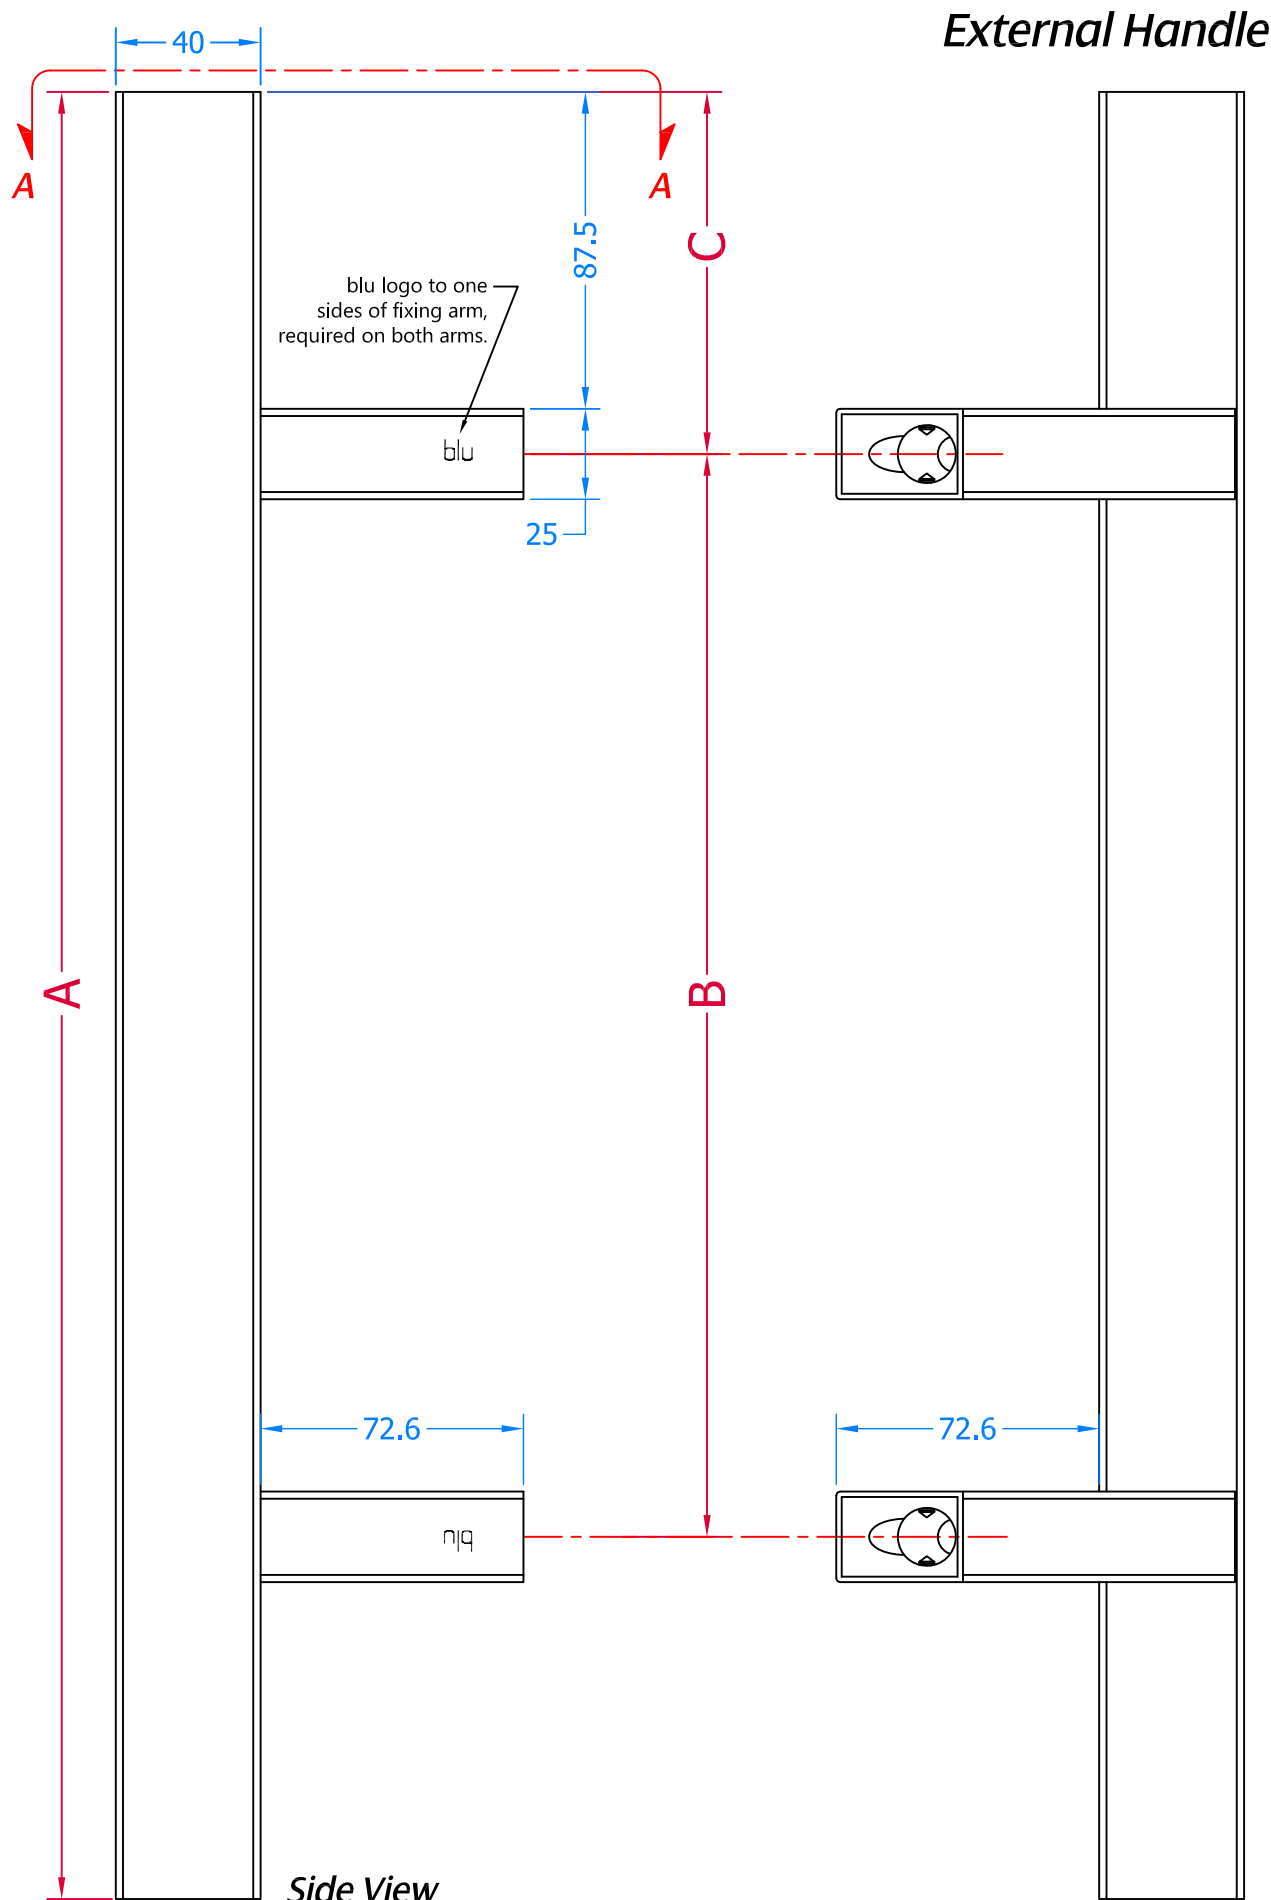 External Handle
40
A
A
87.5
C
blu logo to one
sides of fixing arm,
required on both arms.
blu
25
A
B
72.6
72.6
blu
Side View